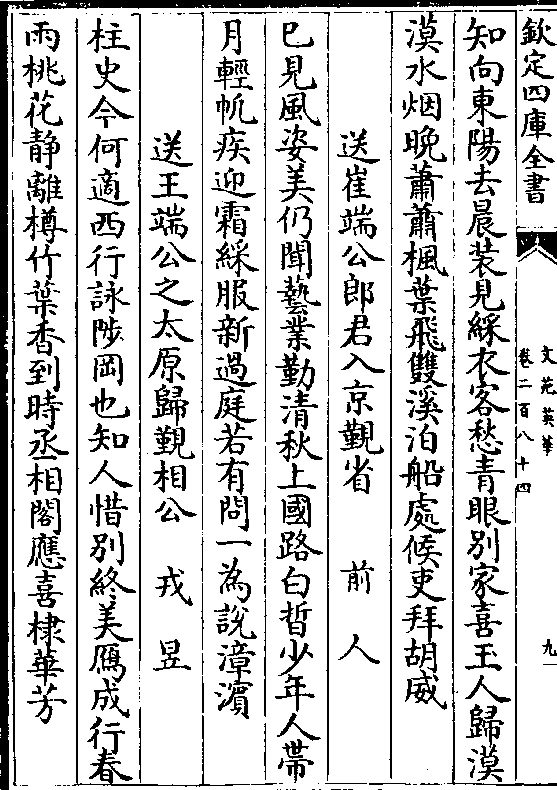 欽定四庫全書
文苑英華
卷二百八十四
九
知向東陽去晨装見綵衣客愁青眼别家喜玉人歸漠
漠水烟晚蕭蕭楓葉飛雙溪泊船處候吏拜胡威
送崔端公郎君入京覲省 前人
已見風姿美仍聞藝業勤清秋上國路白晳少年人帶
月輕帆疾迎霜綵服新過庭若有問一為說漳濵
送王端公之太原歸覲相公 戎昱
柱史今何適西行詠陟岡也知人惜别終美鴈成行春
雨桃花静離樽竹葉香到時丞相閣應喜棣華芳